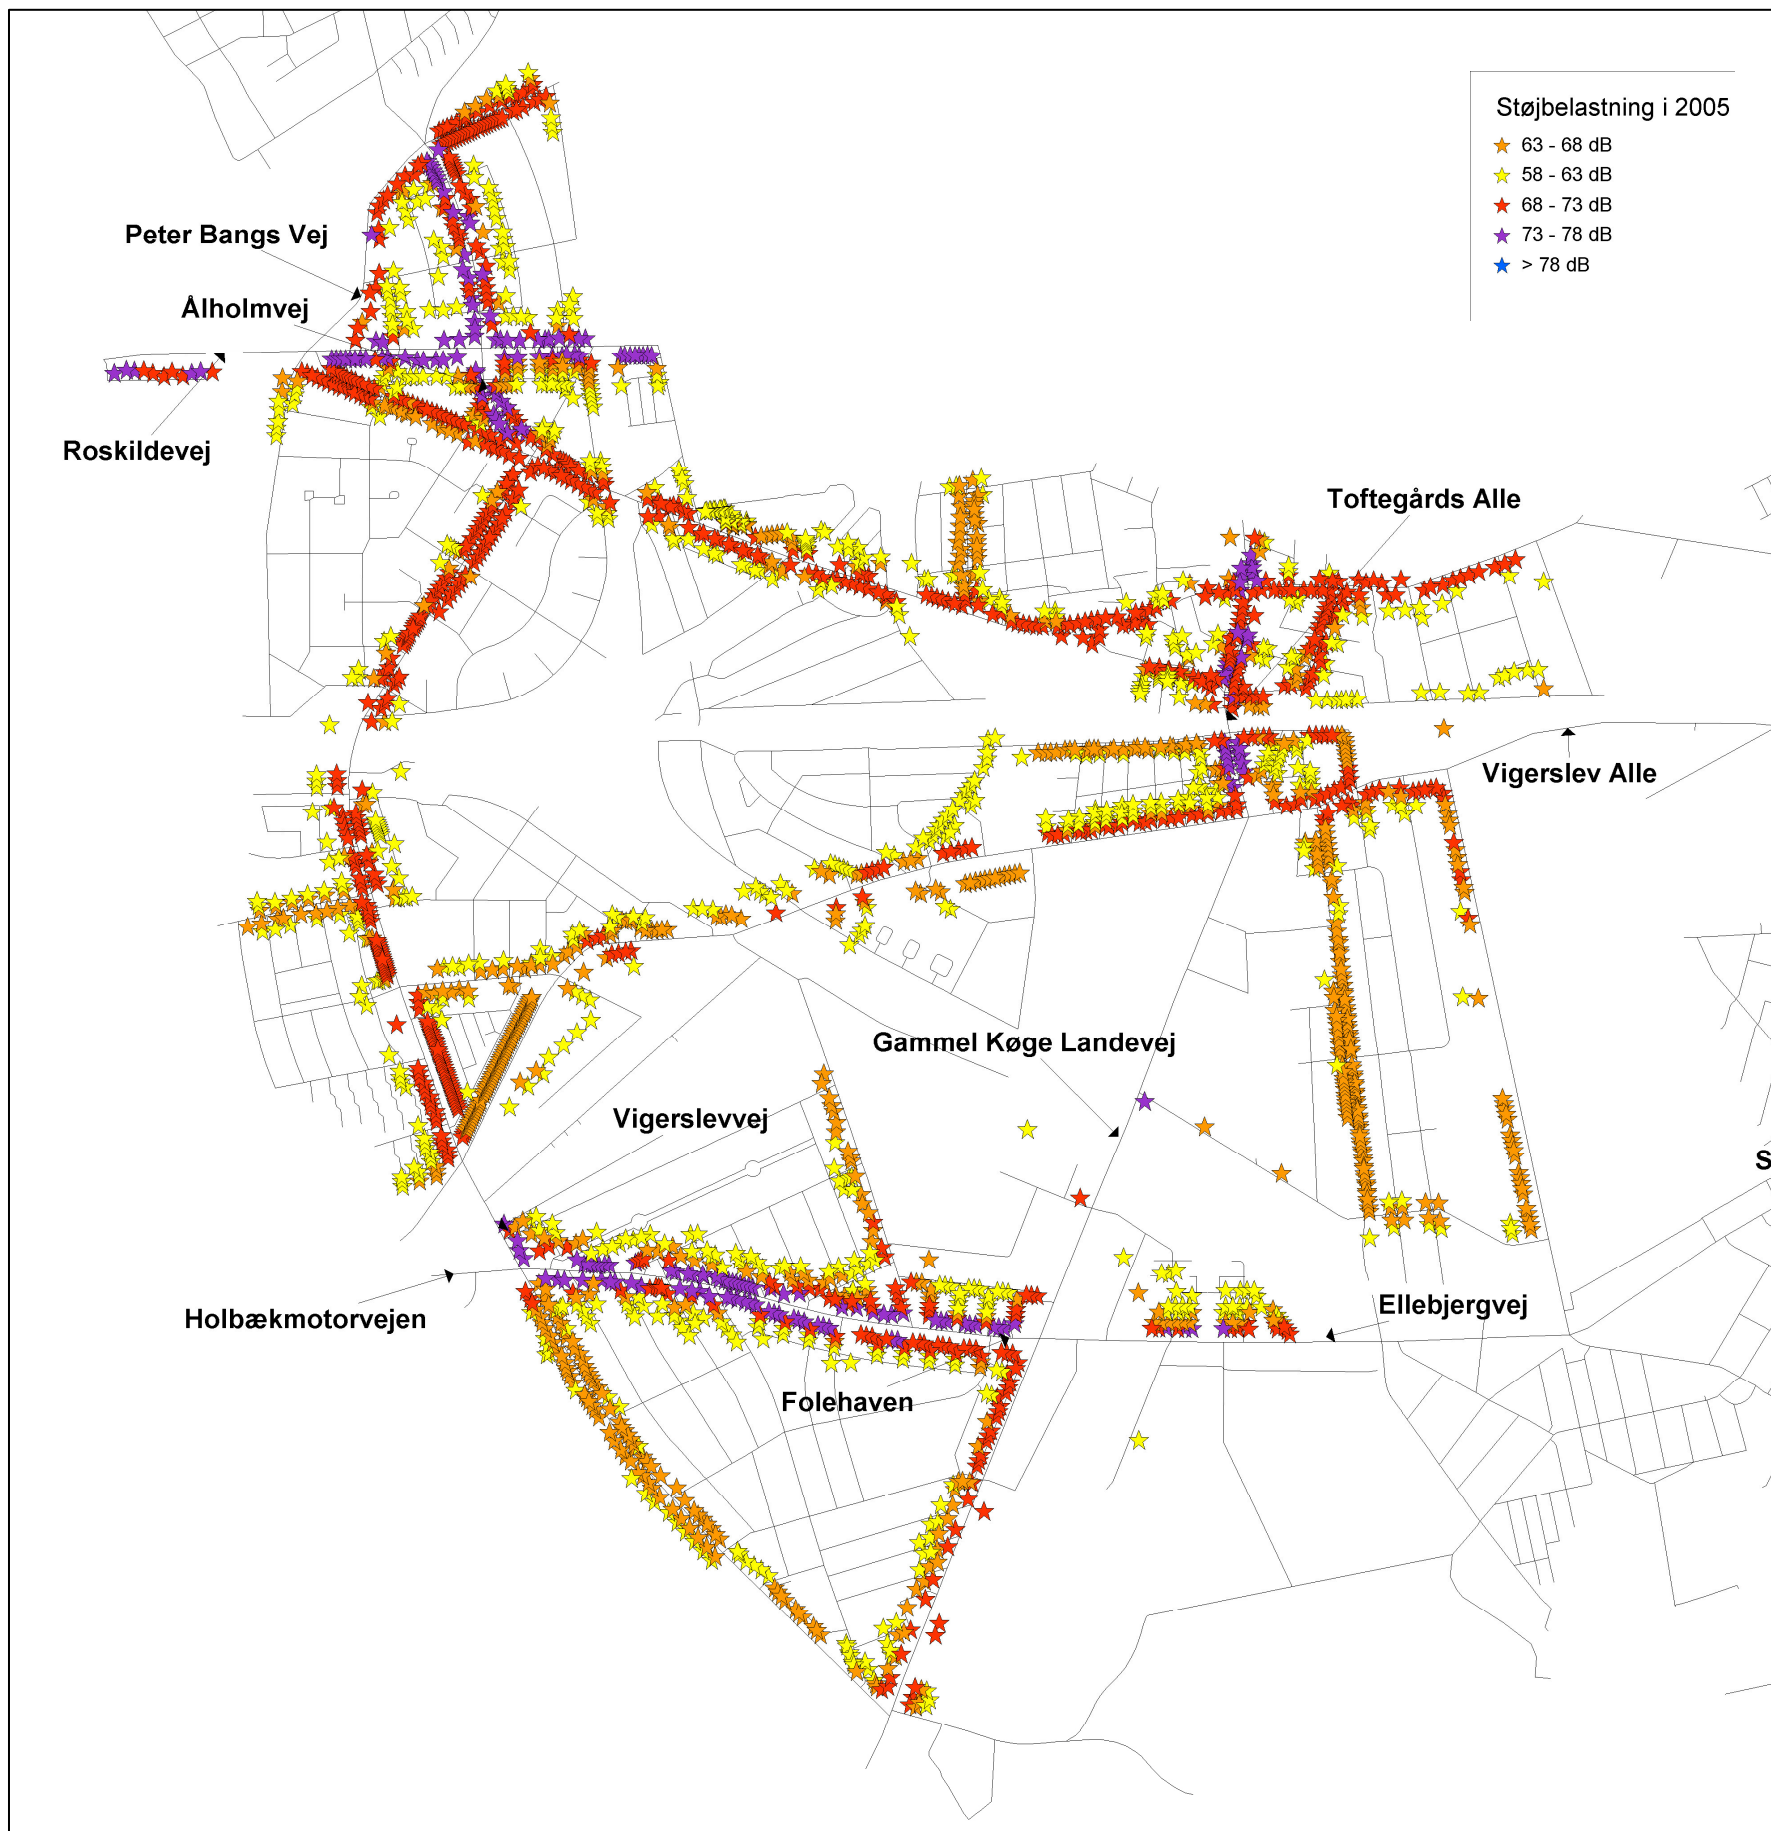 Støjbelastning i 2005
63 - 68 dB
58 - 63 dB
68 - 73 dB
73 - 78 dB
> 78 dB
Peter Bangs Vej
Ålholmvej
Roskildevej
Toftegårds Alle
Vigerslev Alle
Gammel Køge Landevej
Vigerslevvej
S
Holbækmotorvejen
Ellebjergvej
Folehaven